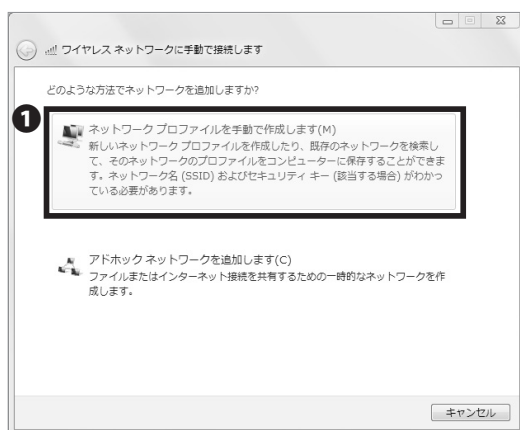 ワイヤレス ネットワークに手動で接続します
どのような方法でネットワークを追加しますか?
❶
ネットワーク プロファイルを手動で作成します(M)
新しいネットワーク プロファイルを作成したり、既存のネットワークを検索し
て、そのネットワークのプロファイルをコンピューターに保存することができま
す。ネットワーク名 (SSID) およびセキュリティ キー (該当する場合) がわかっ
ている必要があります。
アドホック ネットワークを追加します(C)
ファイルまたはインターネット接続を共有するための一時的なネットワークを作
成します。
キャンセル